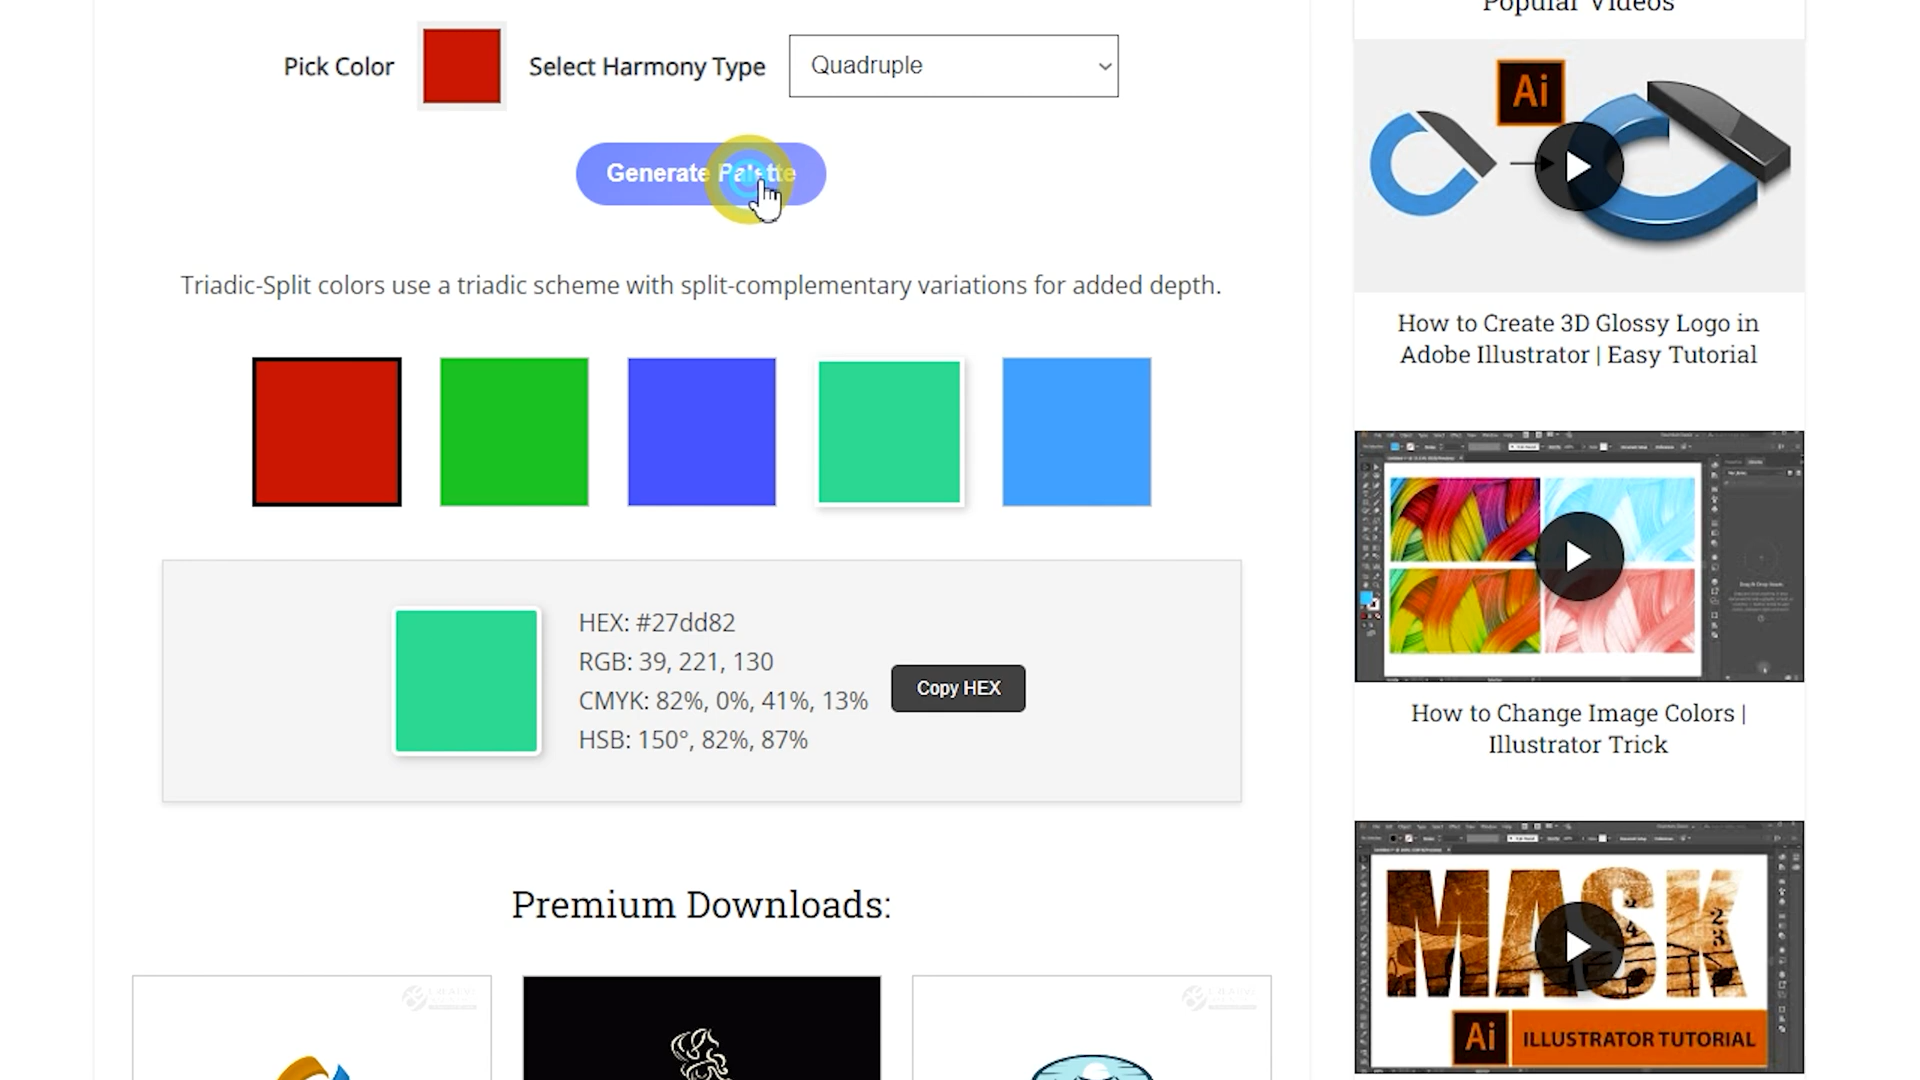 Popular Videos
Pick Color
Select Harmony Type
Quadruple
Generate Palette
Triadic-Split colors use a triadic scheme with split-complementary variations for added depth.
HEX: #27dd82
RGB: 39, 221, 130
CMYK: 82%, 0%, 41%, 13%
HSB: 150°, 82%, 87%
Copy HEX
Premium Downloads:
Ai
How to Create 3D Glossy Logo in
Adobe Illustrator | Easy Tutorial
How to Change Image Colors |
Illustrator Trick
MASK
Ai
ILLUSTRATOR TUTORIAL